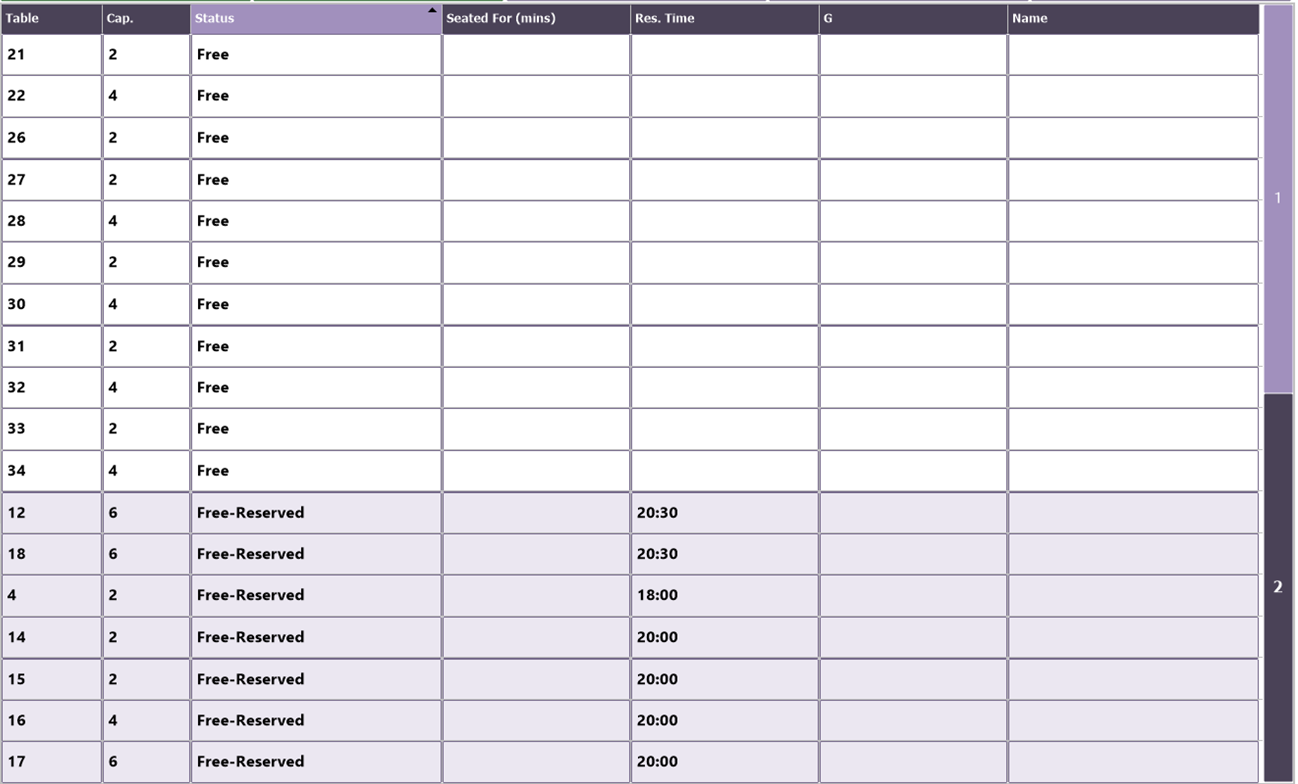 Table Cap. Status Seated For (mins) Res. Time G Name
21 2 Free
22 4 Free
26 2 Free
27 2 Free
28 4 Free
29 2 Free
30 4 Free
31 2 Free
32 4 Free
33 2 Free
34 4 Free
12 6 Free-Reserved 20:30
18 6 Free-Reserved 20:30
4 2 Free-Reserved 18:00
14 2 Free-Reserved 20:00
15 2 Free-Reserved 20:00
16 4 Free-Reserved 20:00
17 6 Free-Reserved 20:00
1
2